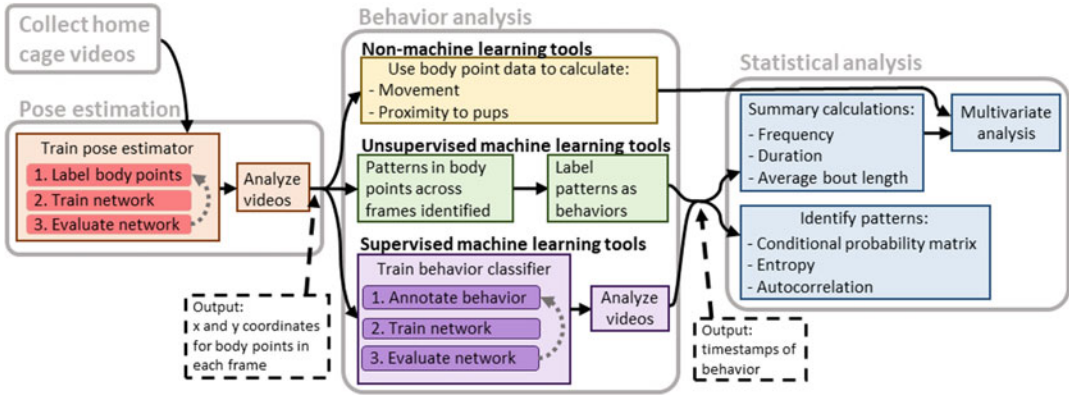 Collect home
cage videos
Pose estimation
Train pose estimator
1. Label body points
2. Train network
3. Evaluate network
Analyze
videos
Output:
x and y coordinates
for body points in
each frame
Behavior analysis
Non-machine learning tools
Use body point data to calculate:
- Movement
- Proximity to pups
Unsupervised machine learning tools
Patterns in body
points across
frames identified
Label
patterns as
behaviors
Supervised machine learning tools
Train behavior classifier
1. Annotate behavior
2. Train network
3. Evaluate network
Analyze
videos
Output:
timestamps of
behavior
Statistical analysis
Summary calculations:
- Frequency
- Duration
- Average bout length
Multivariate
analysis
Identify patterns:
- Conditional probability matrix
- Entropy
- Autocorrelation